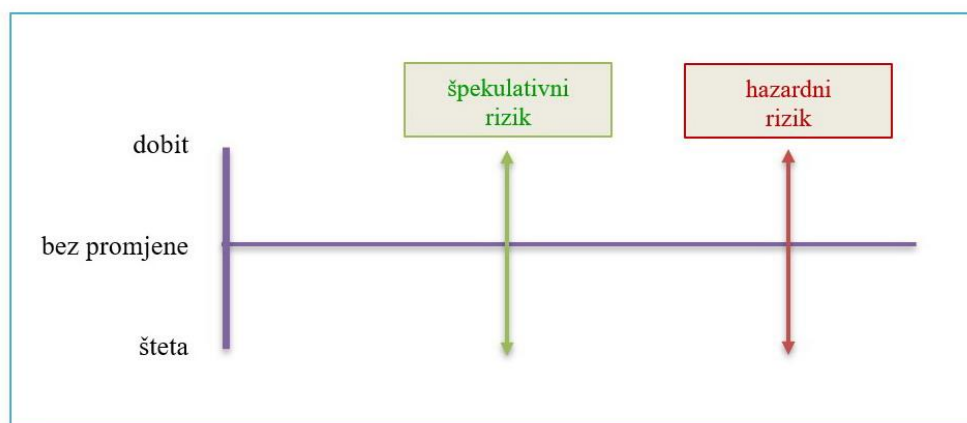 špekulativni
rizik
hazardni
rizik
dobit
bez promjene
šteta